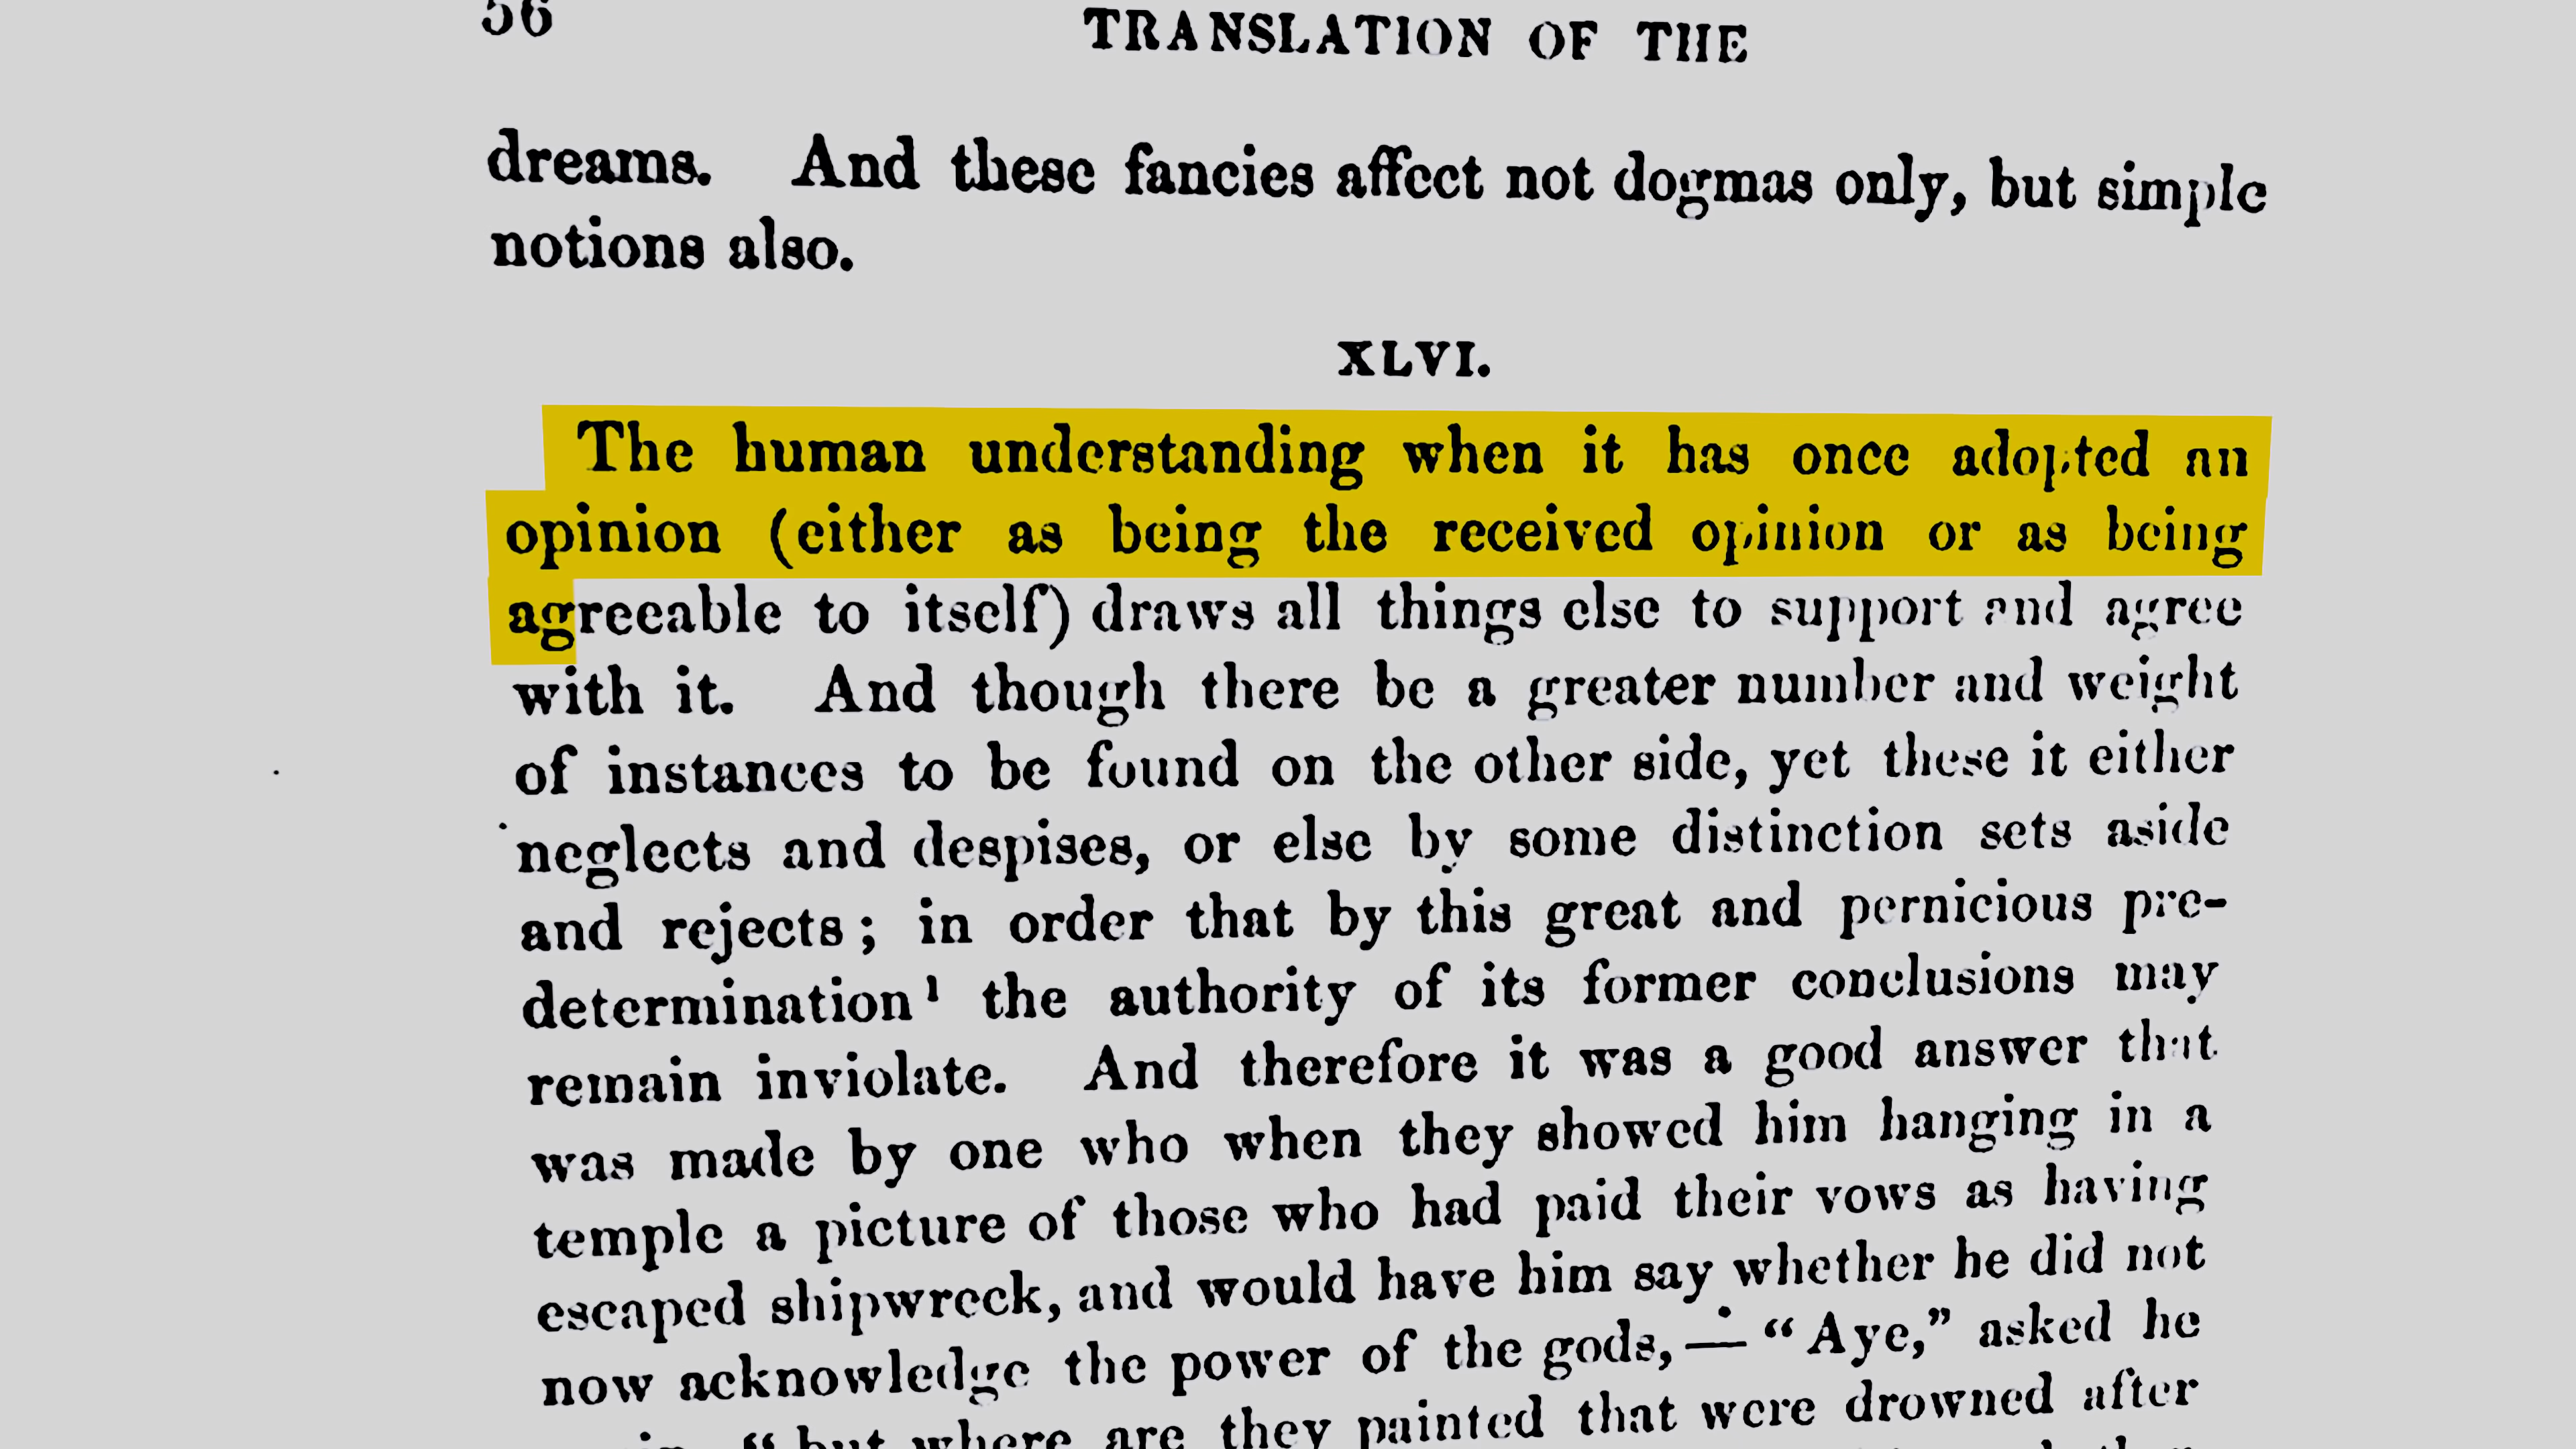 56 TRANSLATION OF THE
dreams. And these fancies affect not dogmas only, but simple
notions also.
XLVI.
The human understanding when it has once adopted an
opinion (either as being the received opinion or as being
agreeable to itself) draws all things else to support and agree
with it. And though there be a greater number and weight
of instances to be found on the other side, yet these it either
neglects and despises, or else by some distinction sets aside
and rejects; in order that by this great and pernicious pre-
determination¹ the authority of its former conclusions may
remain inviolate. And therefore it was a good answer that
was made by one who when they showed him hanging in a
temple a picture of those who had paid their vows as having
escaped shipwreck, and would have him say whether he did not
now acknowledge the power of the gods,— “Aye,” asked he
“but where are they painted that were drowned after